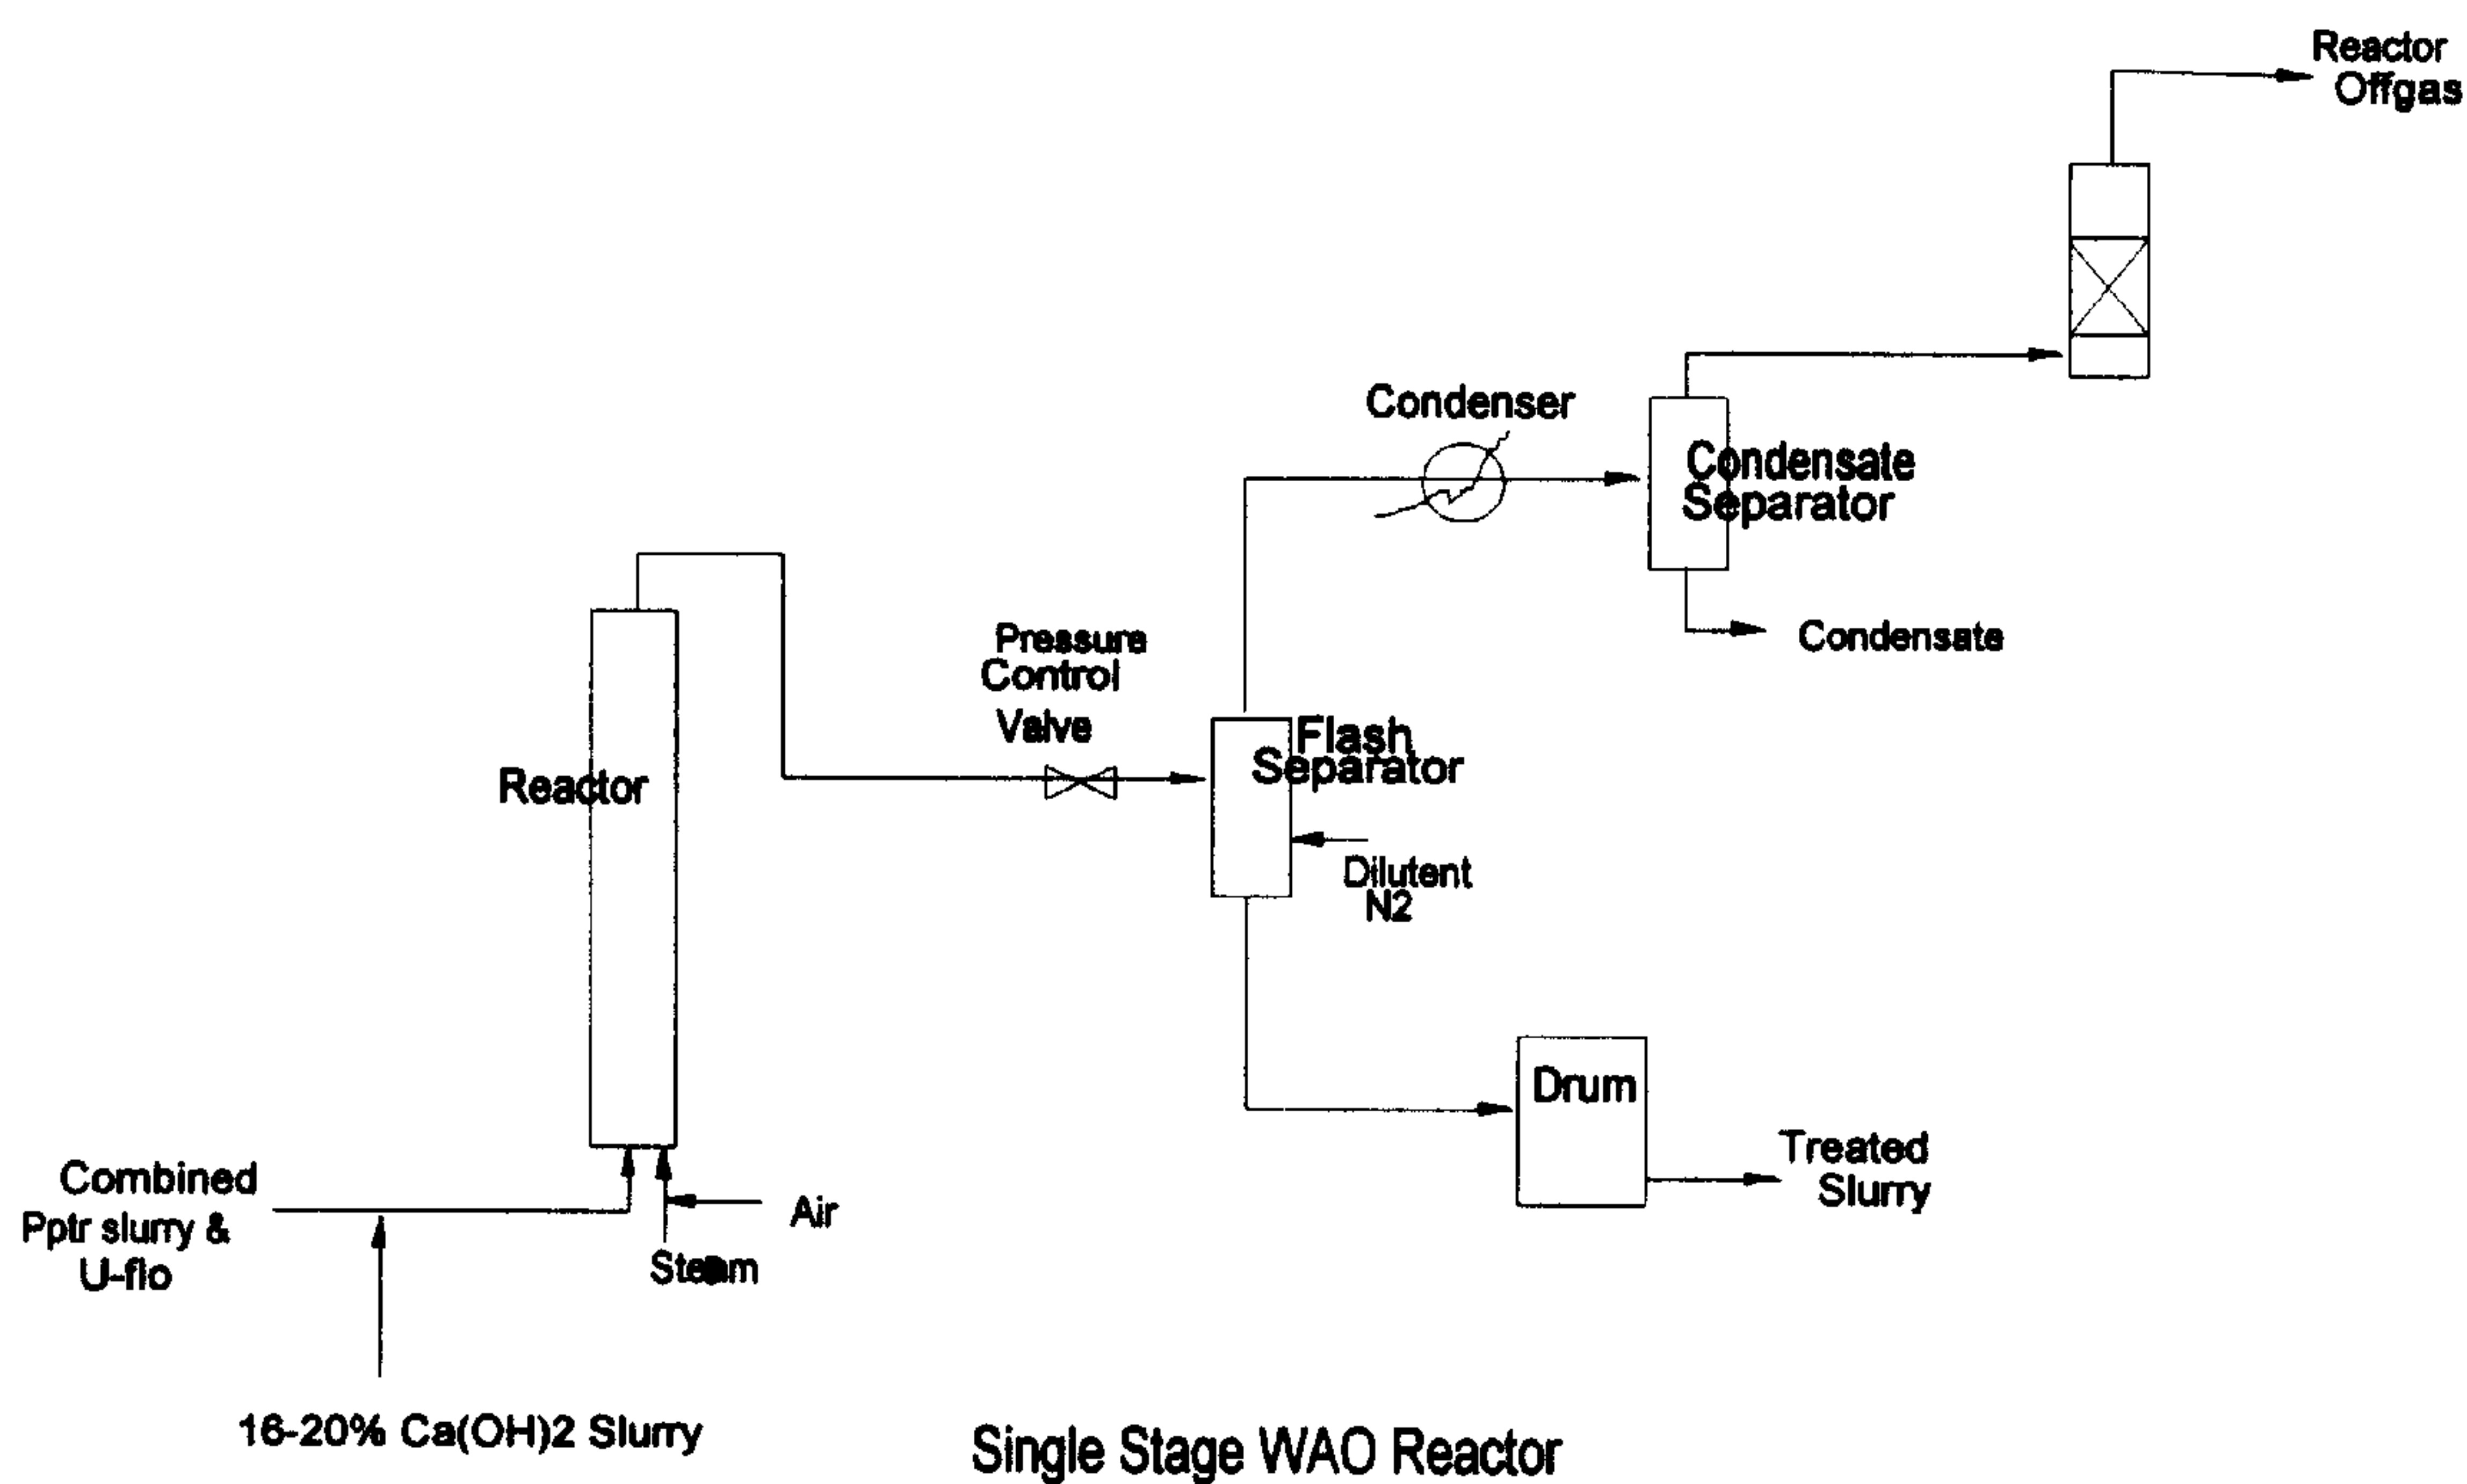 Reactor
Offgas
Condenser
Condensate
Separator
Condensate
Pressure
Control
Valve
Flash
Separator
Reactor
Dilutent
N2
Drum
Treated
Slurry
Combined
Pptr slurry &
U-flo
Air
Steam
16-20% Ca(OH)2 Slurry
Single Stage WAO Reactor